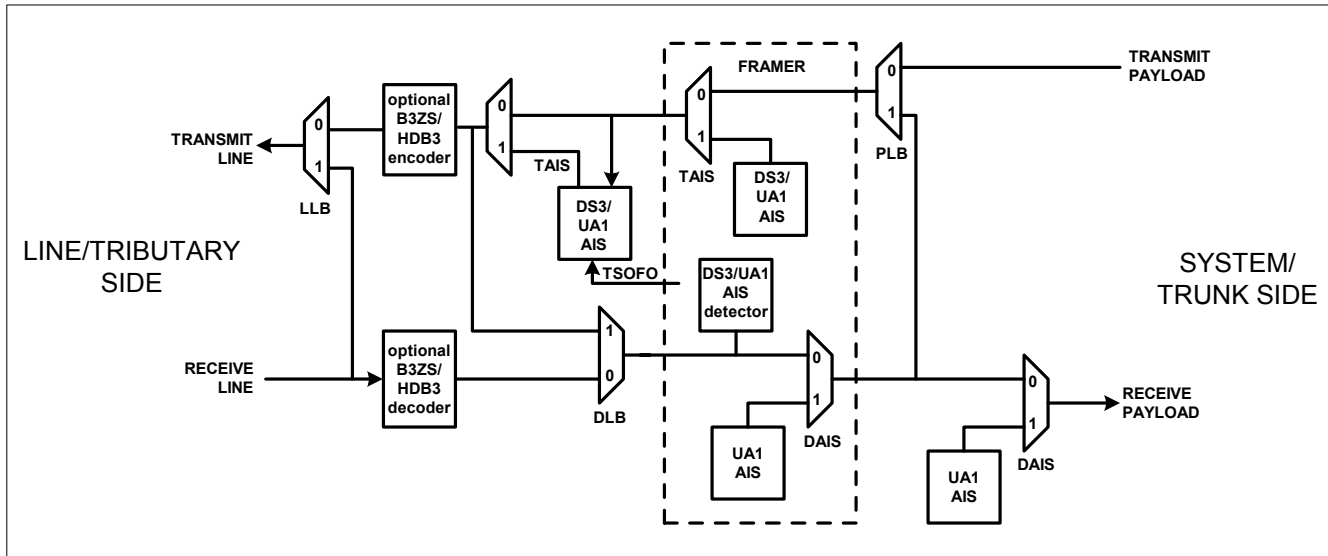 FRAMER
TRANSMIT
PAYLOAD
0
1
PLB
0
1
TAIS
DS3/
UA1
AIS
0
1
TAIS
DS3/
UA1
AIS
TSOFO
optional
B3ZS/
HDB3
encoder
0
1
LLB
TRANSMIT
LINE
LINE/TRIBUTARY
SIDE
SYSTEM/
TRUNK SIDE
DS3/UA1
AIS
detector
RECEIVE
LINE
optional
B3ZS/
HDB3
decoder
1
0
DLB
0
1
DAIS
UA1
AIS
0
1
DAIS
UA1
AIS
RECEIVE
PAYLOAD